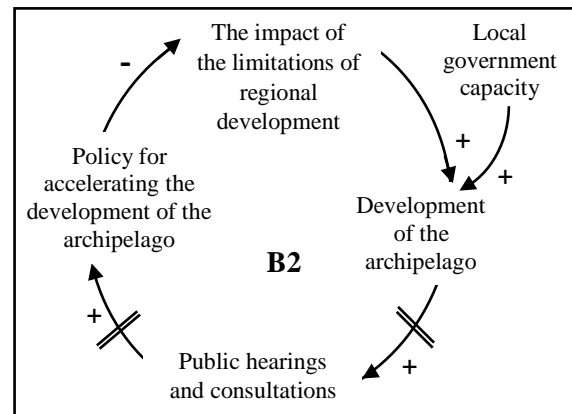 The impact of
the limitations of
regional
development
Local
government
capacity
-
+
+
Policy for
accelerating the
development of the
archipelago
Development
of the
archipelago
B2
+
+
Public hearings
and consultations